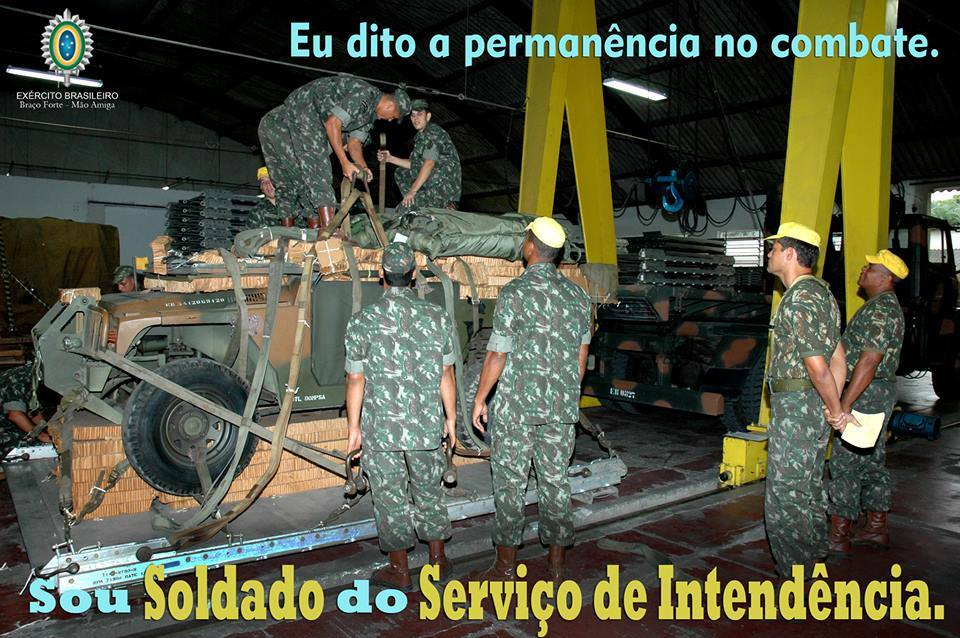 Eu dito a permanência no combate.
EXÉRCITO BRASILEIRO
Braço Forte - Mão Amiga
Sou Soldado do Serviço de Intendência.